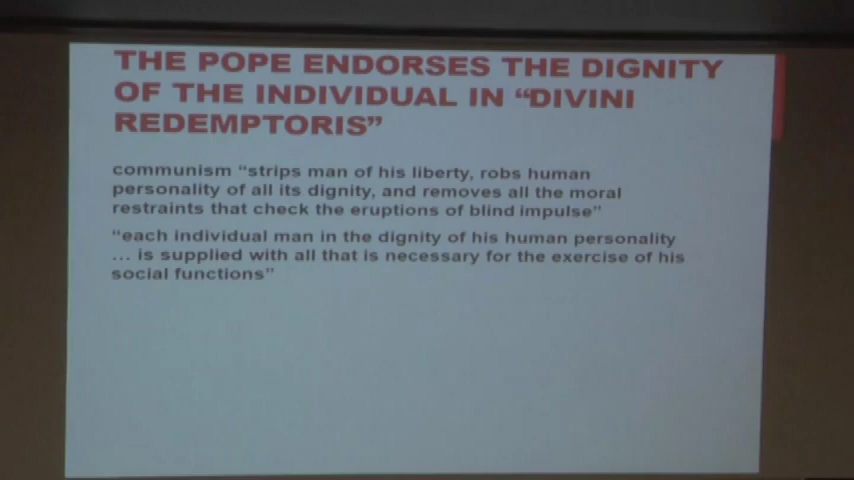 THE POPE ENDORSES THE DIGNITY
OF THE INDIVIDUAL IN “DIVINI
REDEMPTORIS”
communism “strips man of his liberty, robs human
personality of all its dignity, and removes all the moral
restraints that check the eruptions of blind impulse”
“each individual man in the dignity of his human personality
... is supplied with all that is necessary for the exercise of his
social functions”